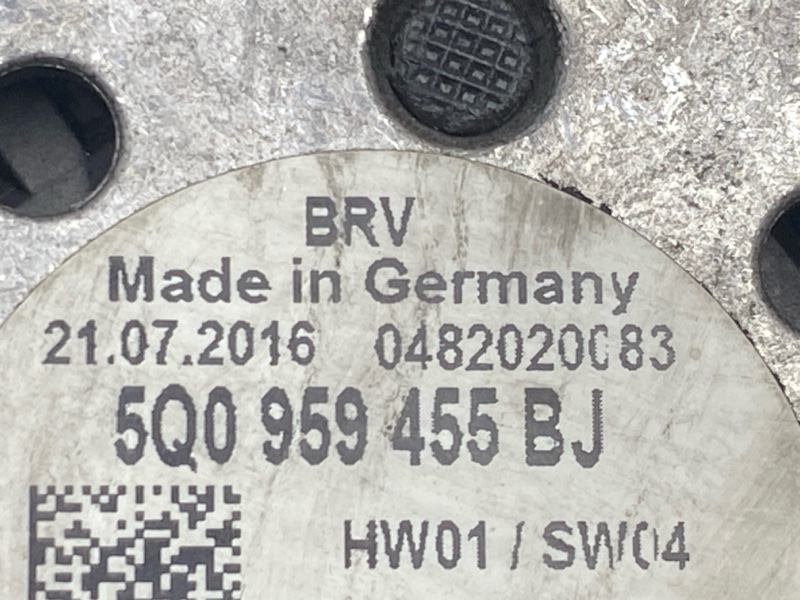 BRV
Made in Germany
21.07.2016 0482020083
5Q0 959 455 BJ
HW01 / SW04